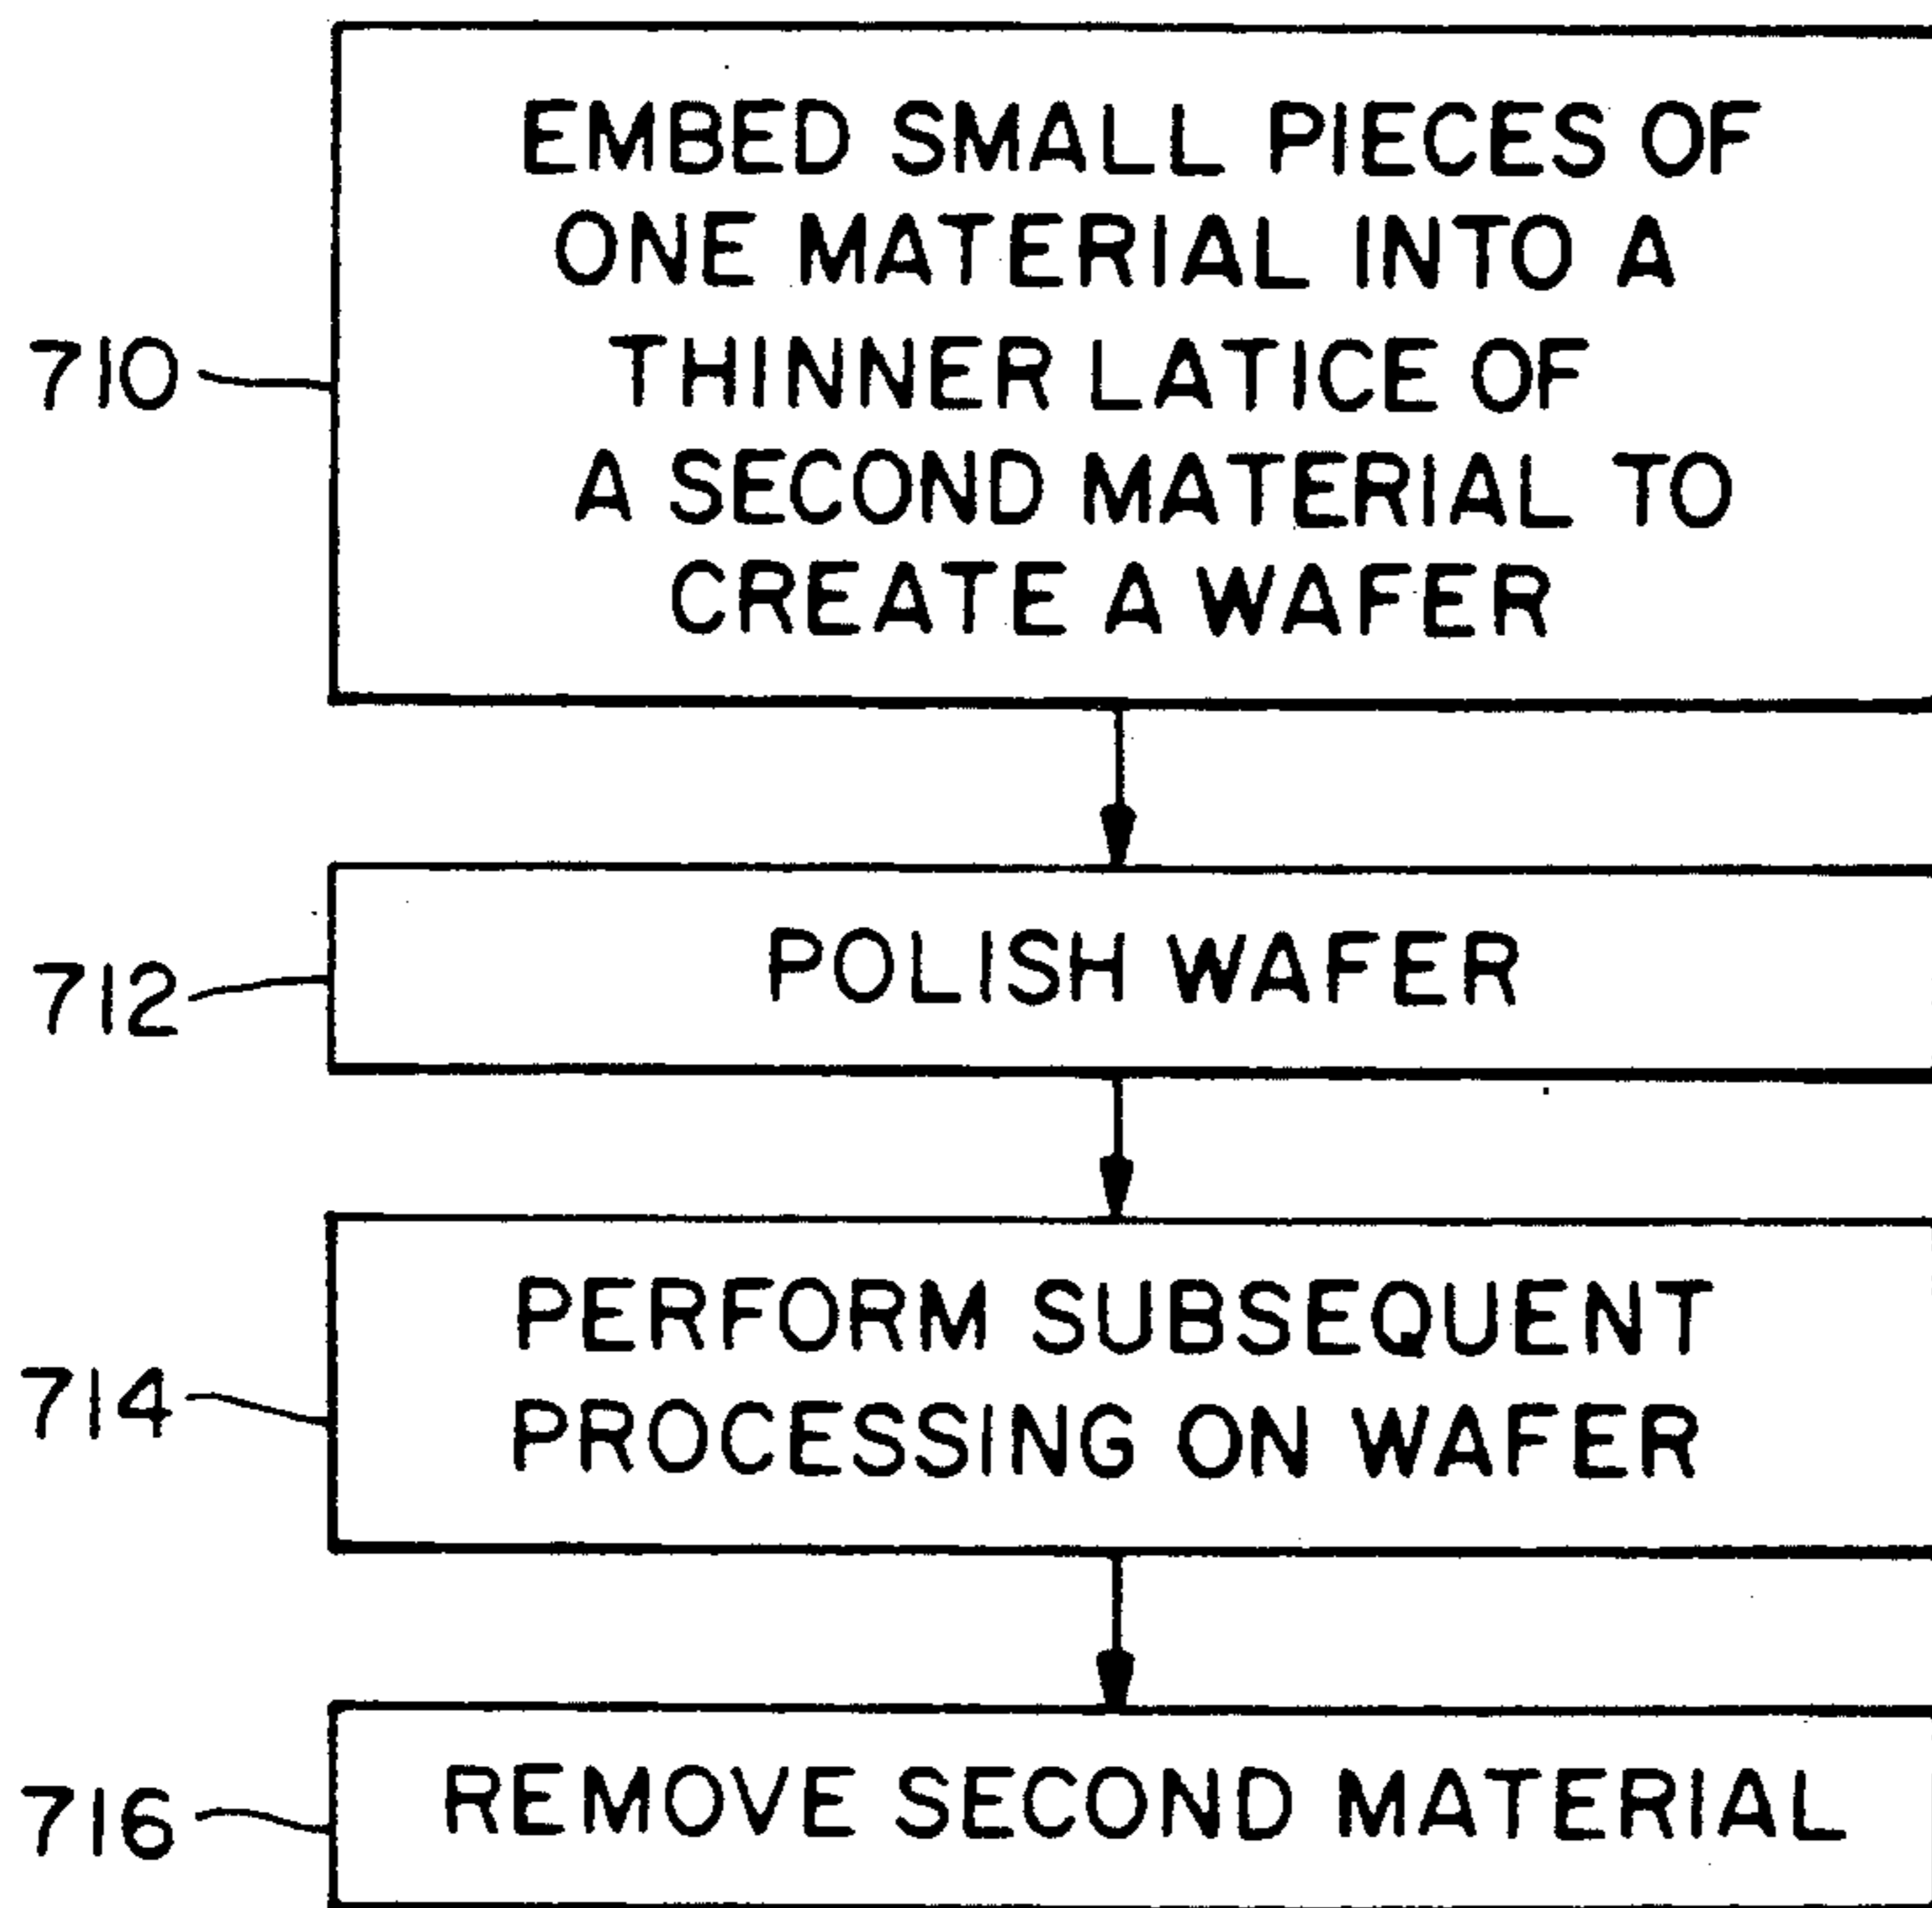 EMBED SMALL PIECES OF
ONE MATERIAL INTO A
THINNER LATICE OF
A SECOND MATERIAL TO
CREATE A WAFER
710
POLISH WAFER
712
PERFORM SUBSEQUENT
PROCESSING ON WAFER
714
REMOVE SECOND MATERIAL
716